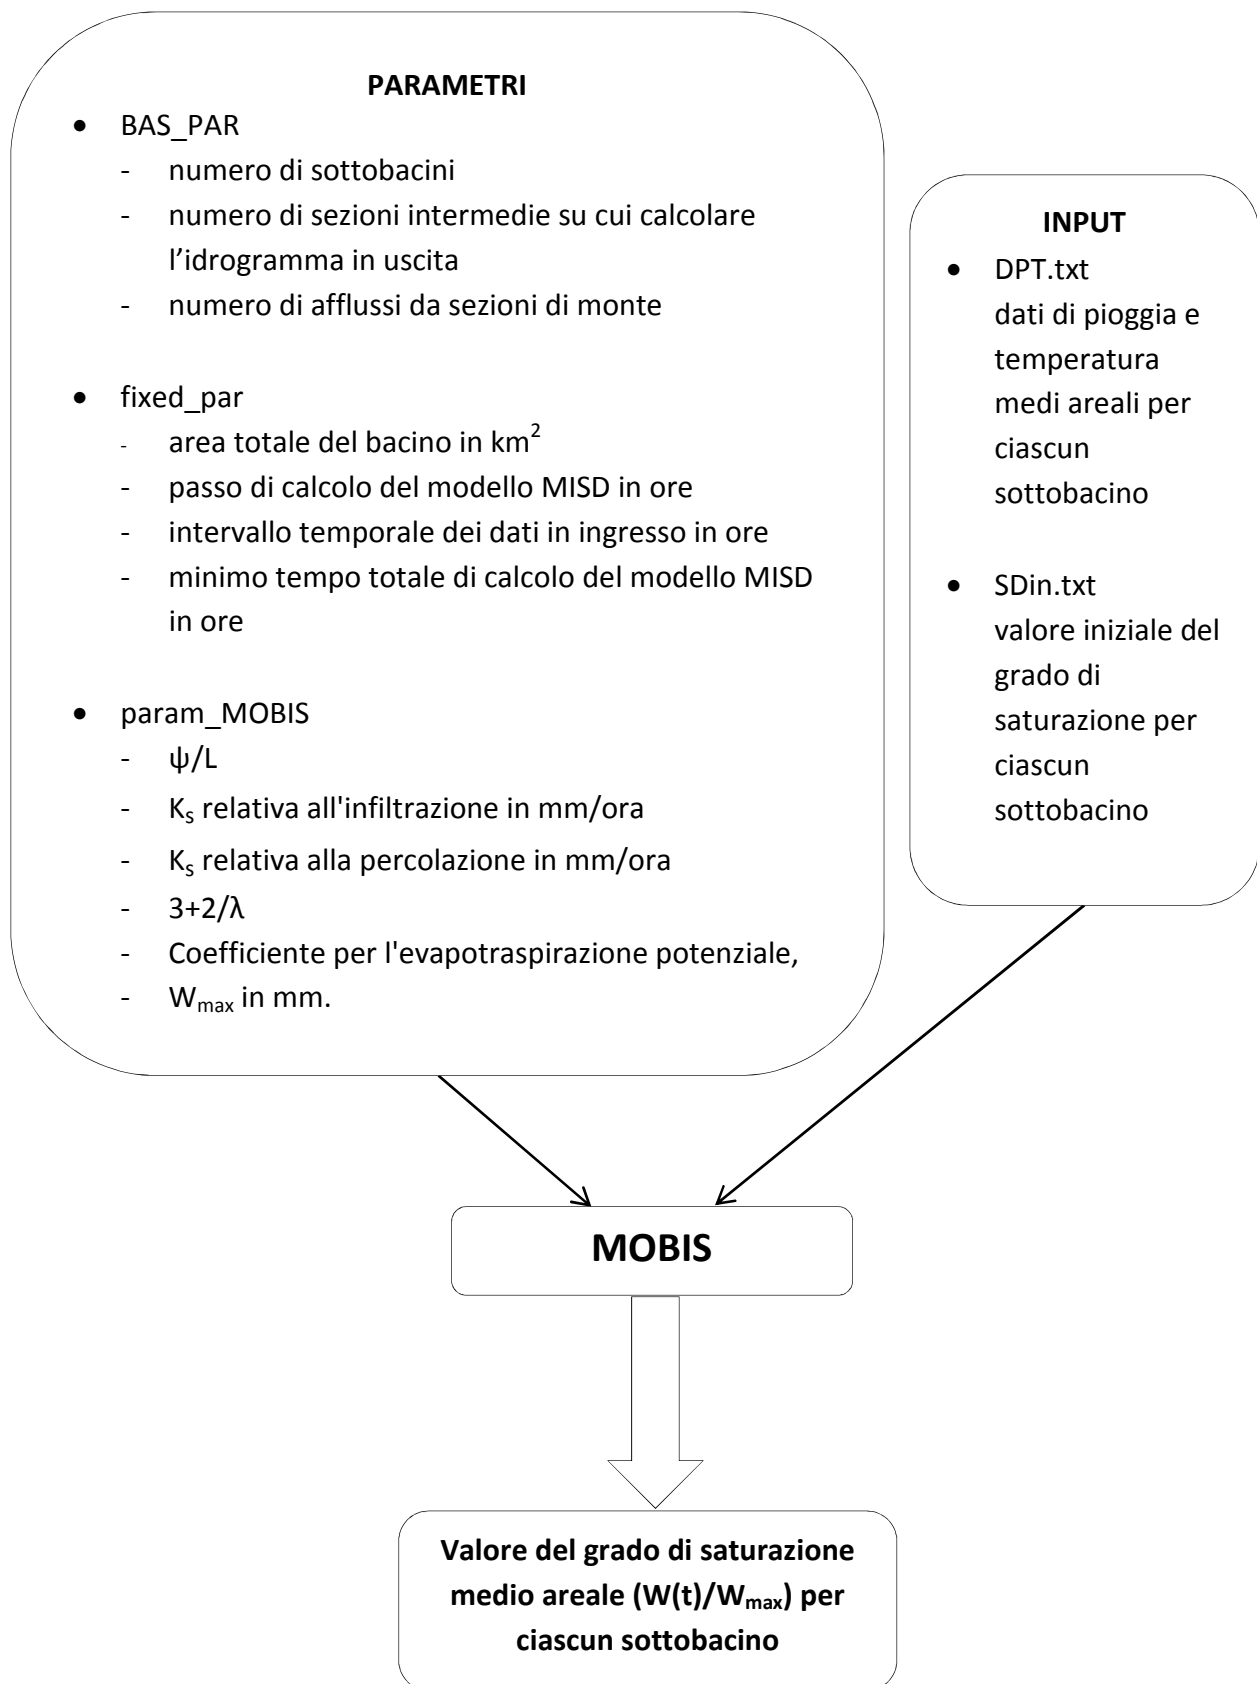 PARAMETRI
• BAS_PAR
- numero di sottobacini
- numero di sezioni intermedie su cui calcolare
l’idrogramma in uscita
- numero di afflussi da sezioni di monte
• fixed_par
- area totale del bacino in km²
- passo di calcolo del modello MISD in ore
- intervallo temporale dei dati in ingresso in ore
- minimo tempo totale di calcolo del modello MISD
in ore
• param_MOBIS
- ψ/L
- Kₛ relativa all'infiltrazione in mm/ora
- Kₛ relativa alla percolazione in mm/ora
- 3+2/λ
- Coefficiente per l'evapotraspirazione potenziale,
- Wₘₐₓ in mm.
INPUT
• DPT.txt
dati di pioggia e
temperatura
medi areali per
ciascun
sottobacino
• SDin.txt
valore iniziale del
grado di
saturazione per
ciascun
sottobacino
MOBIS
Valore del grado di saturazione
medio areale (W(t)/Wₘₐₓ) per
ciascun sottobacino